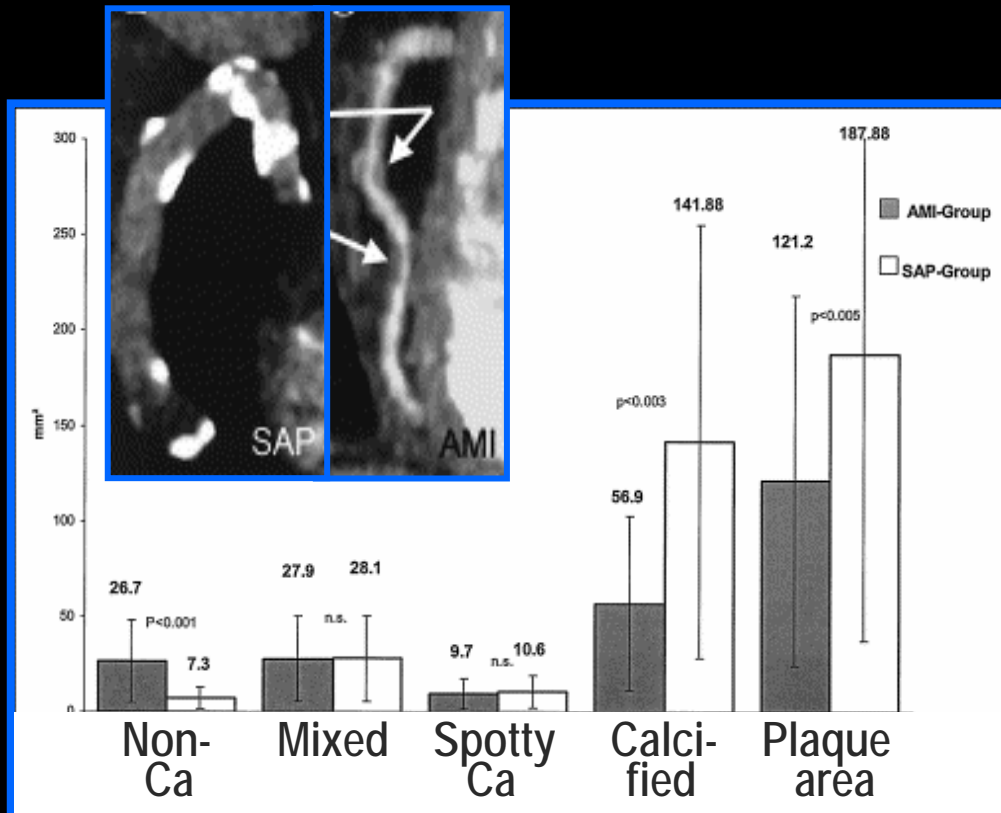 SAP
AMI
187.88
300
AMI-Group
141.88
250
121.2
SAP-Group
p<0.005
200
mm²
150
p<0.003
56.9
100
27.9
28.1
26.7
50
P<0.001
n.s.
9.7
10.6
7.3
n.s.
0
Non-
Ca
Mixed
Spotty
Ca
Calci-
fied
Plaque
area